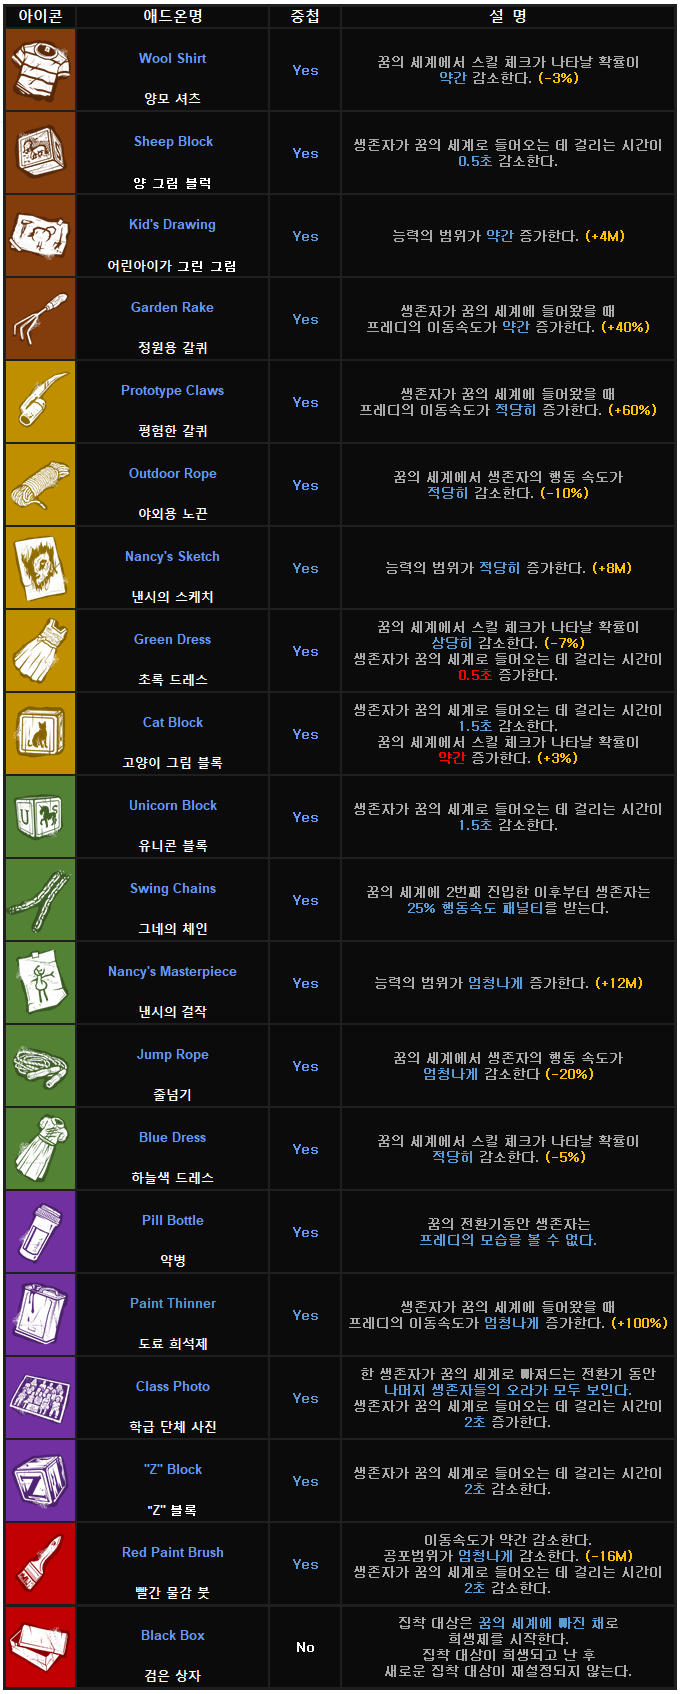 아이콘 애드온명 중첩 설 명
Wool Shirt
양모 셔츠
Yes
꿈의 세계에서 스킬 체크가 나타날 확률이
약간 감소한다. (-3%)
Sheep Block
양 그림 블럭
Yes
생존자가 꿈의 세계로 들어오는 데 걸리는 시간이
0.5초 감소한다.
Kid's Drawing
어린아이가 그린 그림
Yes
능력의 범위가 약간 증가한다. (+4M)
Garden Rake
정원용 갈퀴
Yes
생존자가 꿈의 세계에 들어왔을 때
프레디의 이동속도가 약간 증가한다. (+40%)
Prototype Claws
평험한 갈퀴
Yes
생존자가 꿈의 세계에 들어왔을 때
프레디의 이동속도가 적당히 증가한다. (+60%)
Outdoor Rope
야외용 노끈
Yes
꿈의 세계에서 생존자의 행동 속도가
적당히 감소한다. (-10%)
Nancy's Sketch
낸시의 스케치
Yes
능력의 범위가 적당히 증가한다. (+8M)
Green Dress
초록 드레스
Yes
꿈의 세계에서 스킬 체크가 나타날 확률이
상당히 감소한다. (-7%)
생존자가 꿈의 세계로 들어오는 데 걸리는 시간이
0.5초 증가한다.
Cat Block
고양이 그림 블록
Yes
생존자가 꿈의 세계로 들어오는 데 걸리는 시간이
1.5초 감소한다.
꿈의 세계에서 스킬 체크가 나타날 확률이
약간 증가한다. (+3%)
U
Unicorn Block
유니콘 블록
Yes
생존자가 꿈의 세계로 들어오는 데 걸리는 시간이
1.5초 감소한다.
Swing Chains
그네의 체인
Yes
꿈의 세계에 2번째 진입한 이후부터 생존자는
25% 행동속도 패널티를 받는다.
Nancy's Masterpiece
낸시의 걸작
Yes
능력의 범위가 엄청나게 증가한다. (+12M)
Jump Rope
줄넘기
Yes
꿈의 세계에서 생존자의 행동 속도가
엄청나게 감소한다 (-20%)
Blue Dress
하늘색 드레스
Yes
꿈의 세계에서 스킬 체크가 나타날 확률이
적당히 감소한다. (-5%)
Pill Bottle
약병
Yes
꿈의 전환기동안 생존자는
프레디의 모습을 볼 수 없다.
Paint Thinner
도료 희석제
Yes
생존자가 꿈의 세계에 들어왔을 때
프레디의 이동속도가 엄청나게 증가한다. (+100%)
Class Photo
학급 단체 사진
Yes
한 생존자가 꿈의 세계로 빠져드는 전환기 동안
나머지 생존자들의 오라가 모두 보인다.
생존자가 꿈의 세계로 들어오는 데 걸리는 시간이
2초 증가한다.
Z
"Z" Block
"Z" 블록
Yes
생존자가 꿈의 세계로 들어오는 데 걸리는 시간이
2초 감소한다.
Red Paint Brush
빨간 물감 붓
Yes
이동속도가 약간 감소한다.
공포범위가 엄청나게 감소한다. (-16M)
생존자가 꿈의 세계로 들어오는 데 걸리는 시간이
2초 감소한다.
Black Box
검은 상자
No
집착 대상은 꿈의 세계에 빠진 채로
희생제를 시작한다.
집착 대상이 희생되고 난 후
새로운 집착 대상이 재설정되지 않는다.